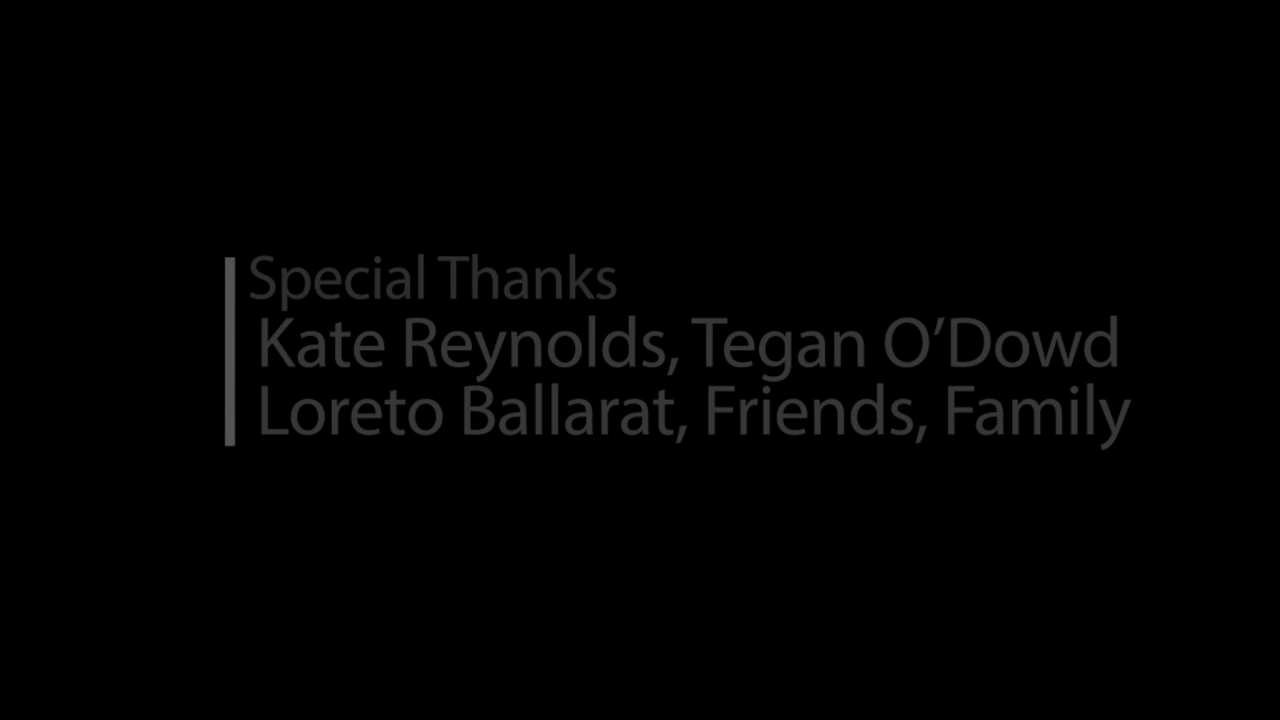 Special Thanks
Kate Reynolds, Tegan O’Dowd
Loreto Ballarat, Friends, Family